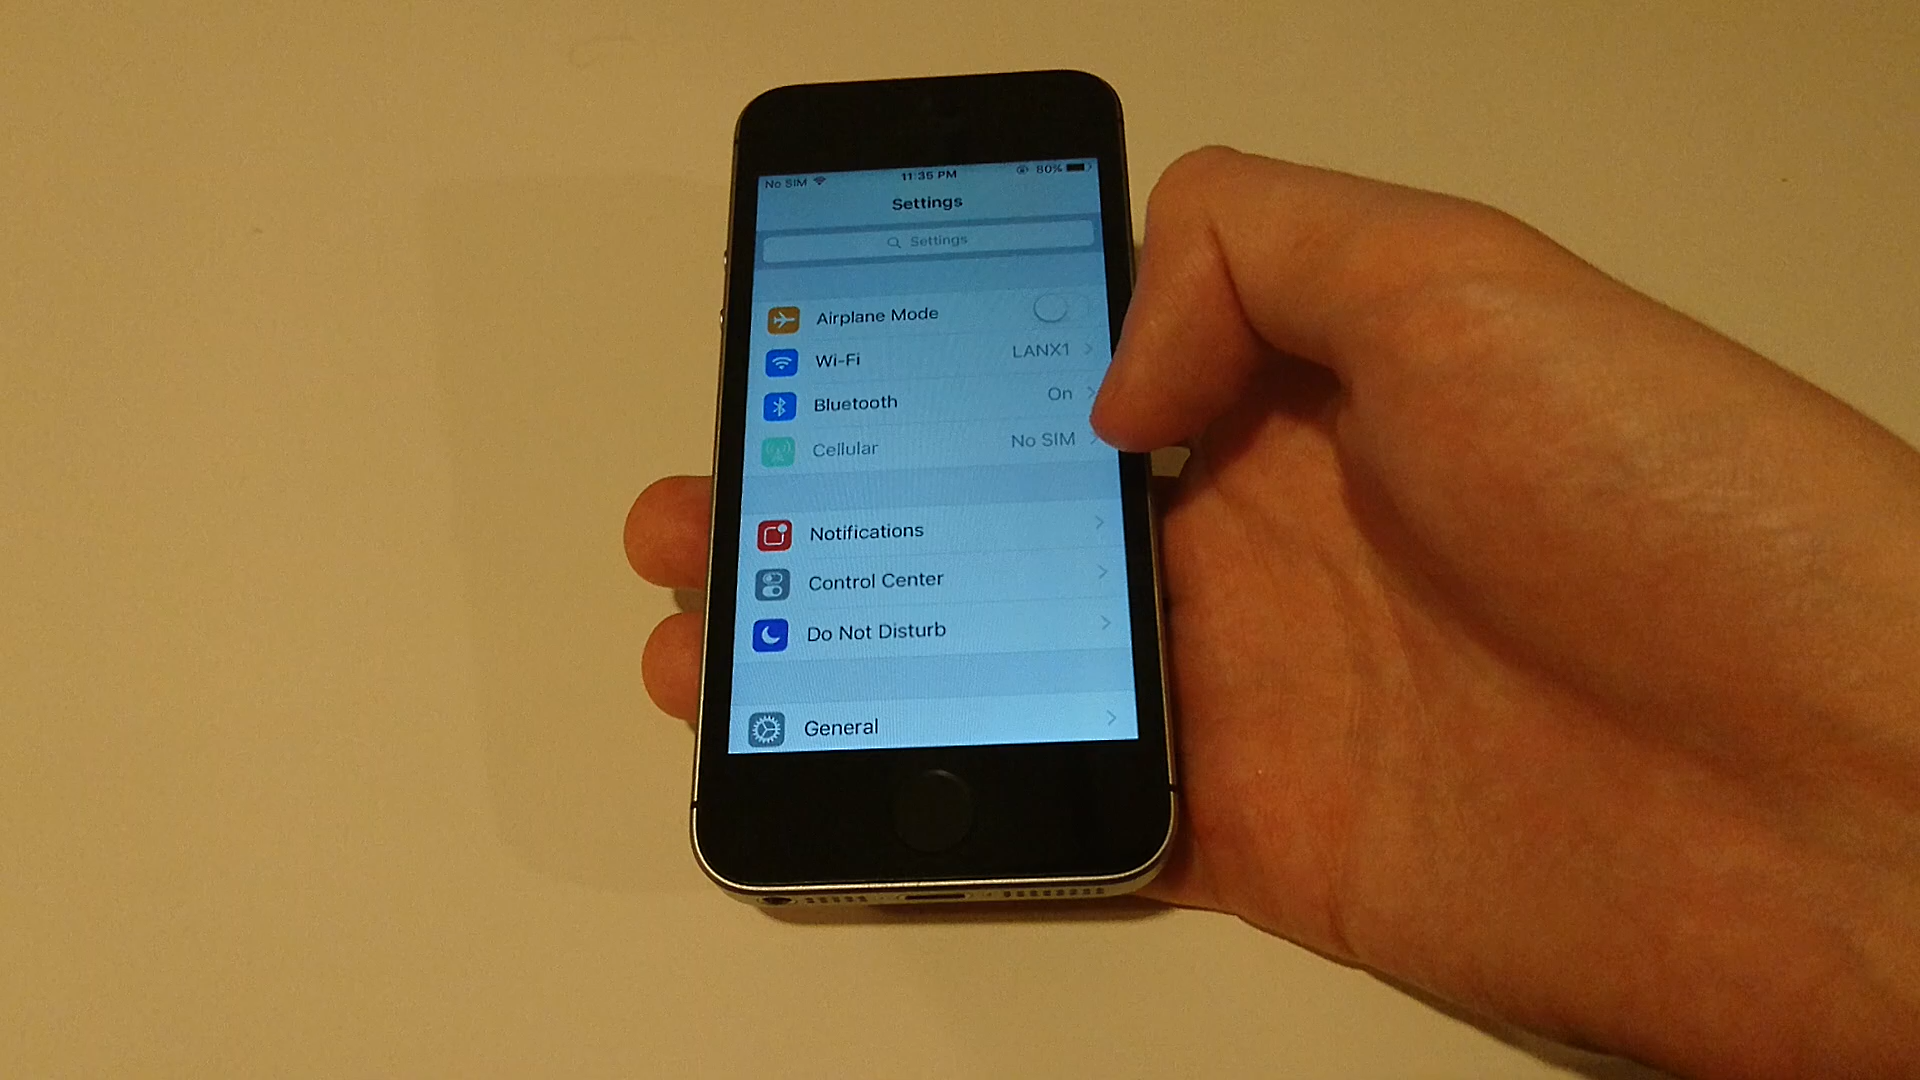 No SIM 11:35 PM 80%
Settings
Settings
Airplane Mode
Wi-Fi LANX1
Bluetooth On
Cellular No SIM
Notifications
Control Center
Do Not Disturb
General